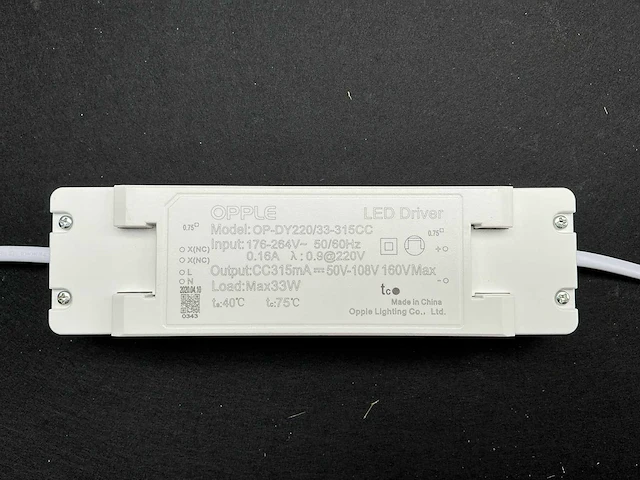 OPPLE LED Driver
Model: OP-DY220/33-315CC
Input: 176-264V~ 50/60Hz
0.16A λ: 0.9@220V
Output: CC315mA⎓50V-108V 160VMax
Load: Max33W
tₐ:40℃ t꜀:75℃
0.75
X(NC)
X(NC)
L
N
2020.04.10
0343
0.75
+
-
tc
Made in China
Opple Lighting Co., Ltd.